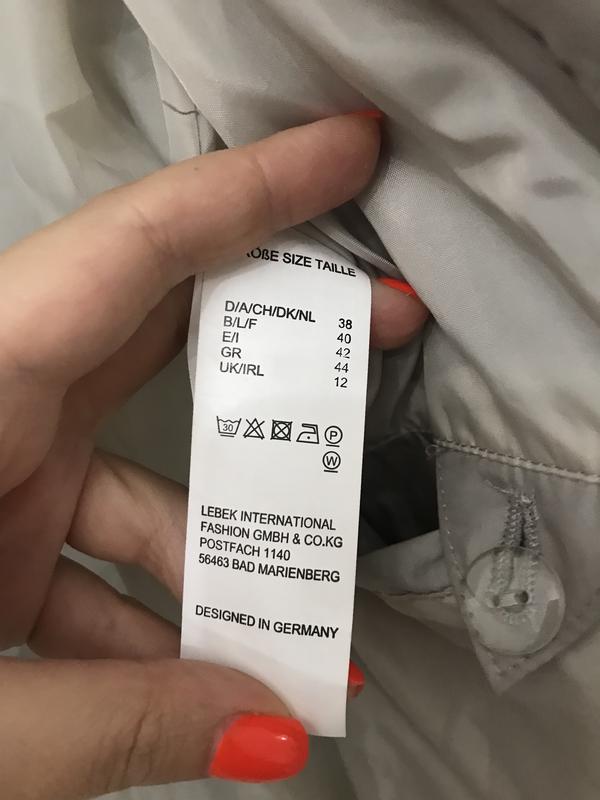 SIZE TAILLE
D/A/CH/DK/NL 38
B/L/F 40
E/I 42
GR 44
UK/IRL 12
30
P
W
LEBEK INTERNATIONAL
FASHION GMBH & CO.KG
POSTFACH 1140
56463 BAD MARIENBERG
DESIGNED IN GERMANY